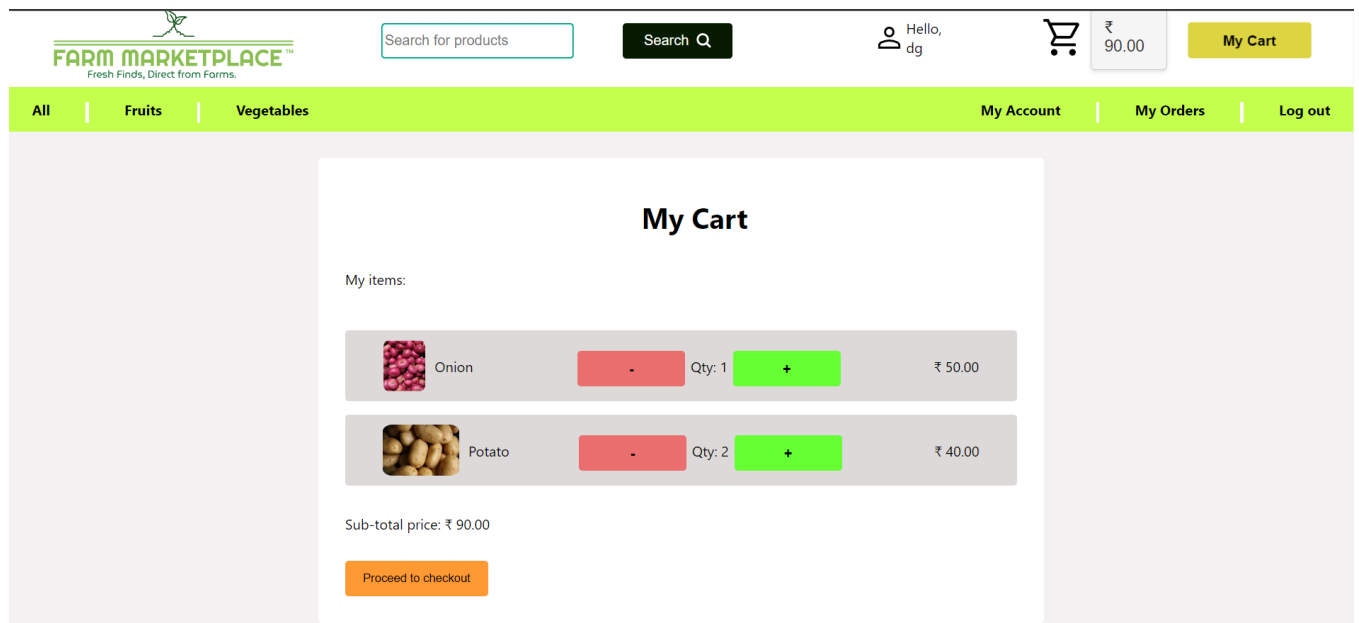 FARM MARKETPLACE™
Fresh Finds, Direct from Farms.
Search for products
Search
Hello,
dg
₹
90.00
My Cart
All
Fruits
Vegetables
My Account
My Orders
Log out
My Cart
My items:
Onion - Qty: 1 + ₹ 50.00
Potato - Qty: 2 + ₹ 40.00
Sub-total price: ₹ 90.00
Proceed to checkout